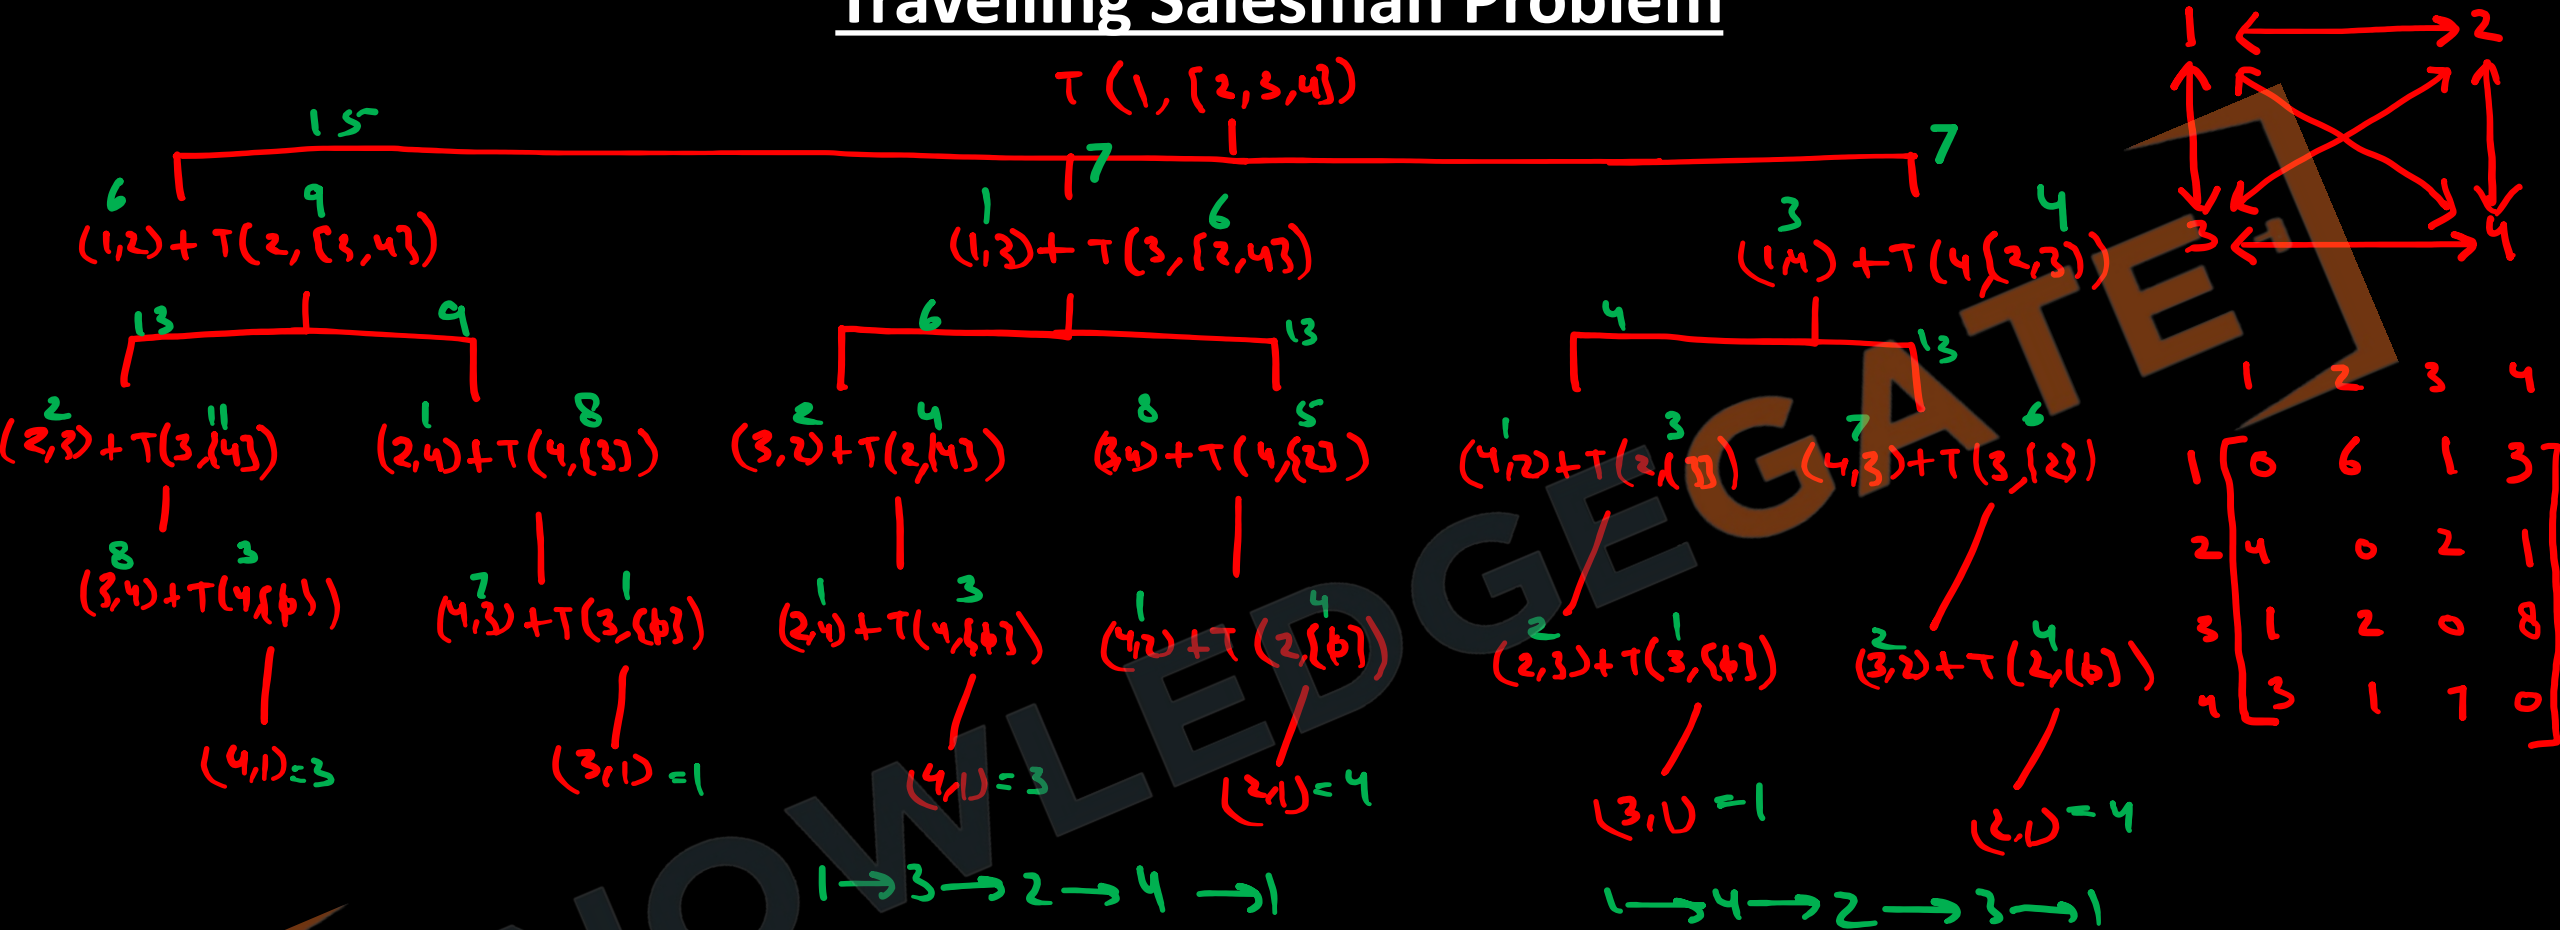 Travelling Salesman Problem
T(1,{2,3,4})
15 7 7
6 9 1 6 3 4
(1,2)+T(2,{3,4}) (1,3)+T(3,{2,4}) (1,4)+T(4,{2,3})
13 9 6 13 4 13
2 11 1 8 2 4 8 5 1 3 7 6
(2,3)+T(3,{4}) (2,4)+T(4,{3}) (3,2)+T(2,{4}) (3,4)+T(4,{2}) (4,2)+T(2,{3}) (4,3)+T(3,{2})
8 3 7 1 1 3 1 4 2 1 2 4
(3,4)+T(4,{ϕ}) (4,3)+T(3,{ϕ}) (2,4)+T(4,{ϕ}) (4,2)+T(2,{ϕ}) (2,3)+T(3,{ϕ}) (3,2)+T(2,{ϕ})
(4,1)=3 (3,1)=1 (4,1)=3 (2,1)=4 (3,1)=1 (2,1)=4
1→3→2→4→1 1→4→2→3→1
1 2
3 4
1 2 3 4
1 0 6 1 3
2 4 0 2 1
3 1 2 0 8
4 3 1 7 0
KNOWLEDGEGATE